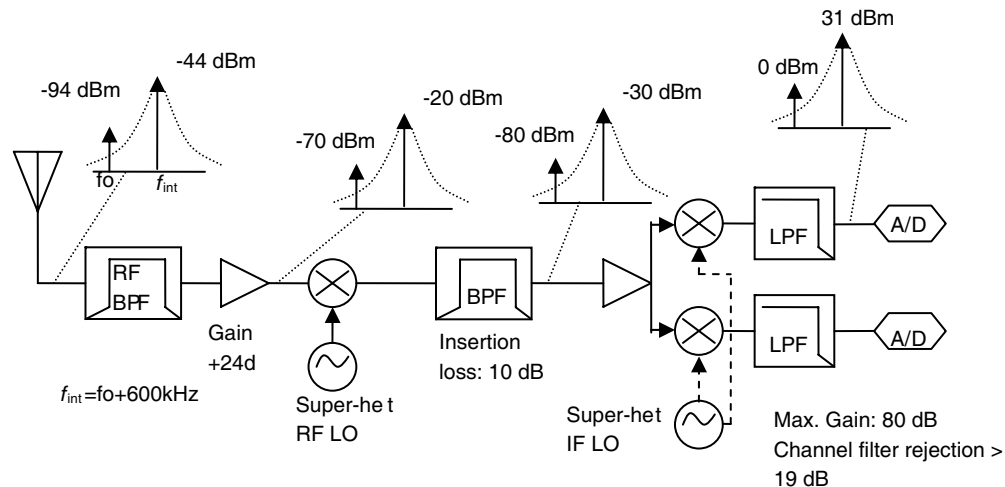 31 dBm
-44 dBm
0 dBm
-94 dBm
-20 dBm
-30 dBm
-70 dBm
-80 dBm
fo
fint
RF
BPF
BPF
LPF
A/D
LPF
A/D
Gain
+24d
Insertion
loss: 10 dB
fint=fo+600kHz
Super-het
RF LO
Super-het
IF LO
Max. Gain: 80 dB
Channel filter rejection >
19 dB